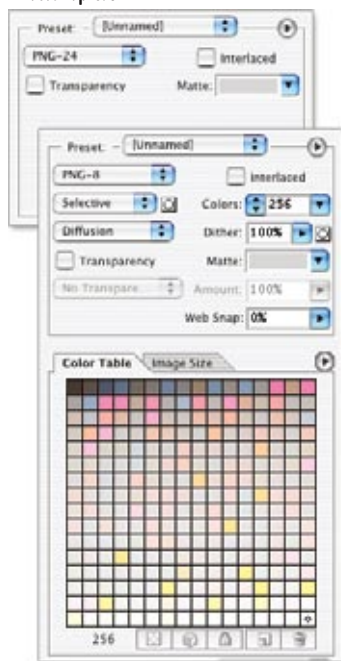 Preset: [Unnamed]
PNG-24 Interlaced
Transparency Matte:
Preset: [Unnamed]
PNG-8 Interlaced
Selective Colors: 256
Diffusion Dither: 100%
Transparency Matte:
No Transpare... Amount: 100%
Web Snap: 0%
Color Table Image Size
256